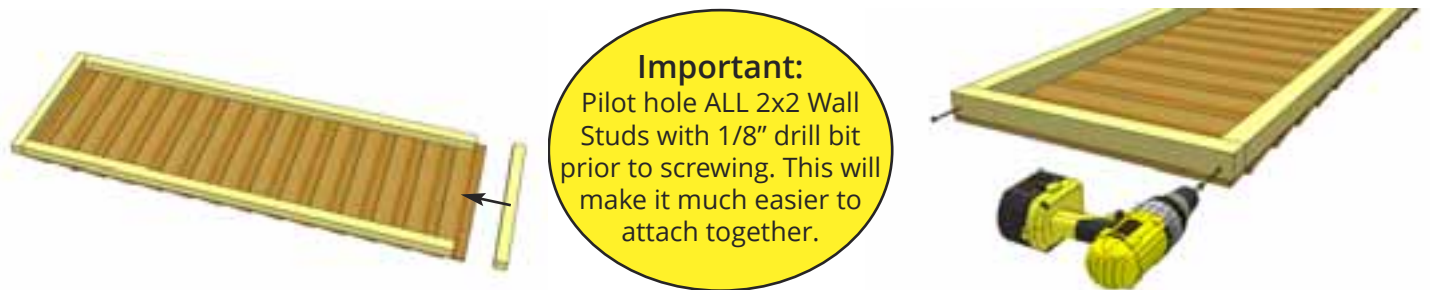 Important:
Pilot hole ALL 2x2 Wall
Studs with 1/8” drill bit
prior to screwing. This will
make it much easier to
attach together.